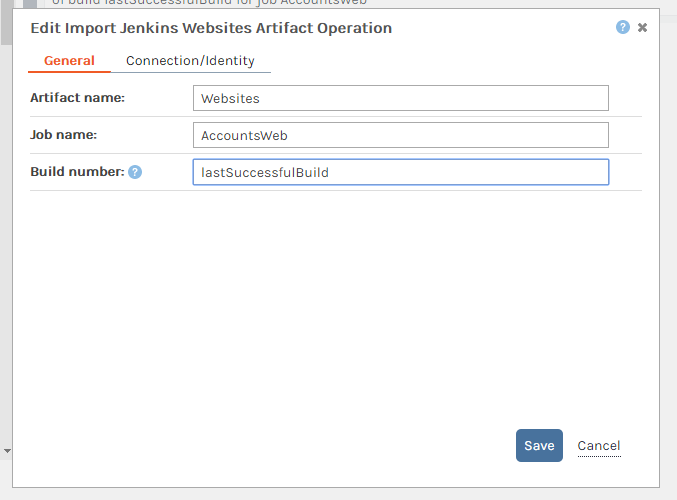 of build lastSuccessfulBuild for job AccountsWeb
Edit Import Jenkins Websites Artifact Operation
? ✖
General Connection/Identity
Artifact name: Websites
Job name: AccountsWeb
Build number: ? lastSuccessfulBuild
Save Cancel